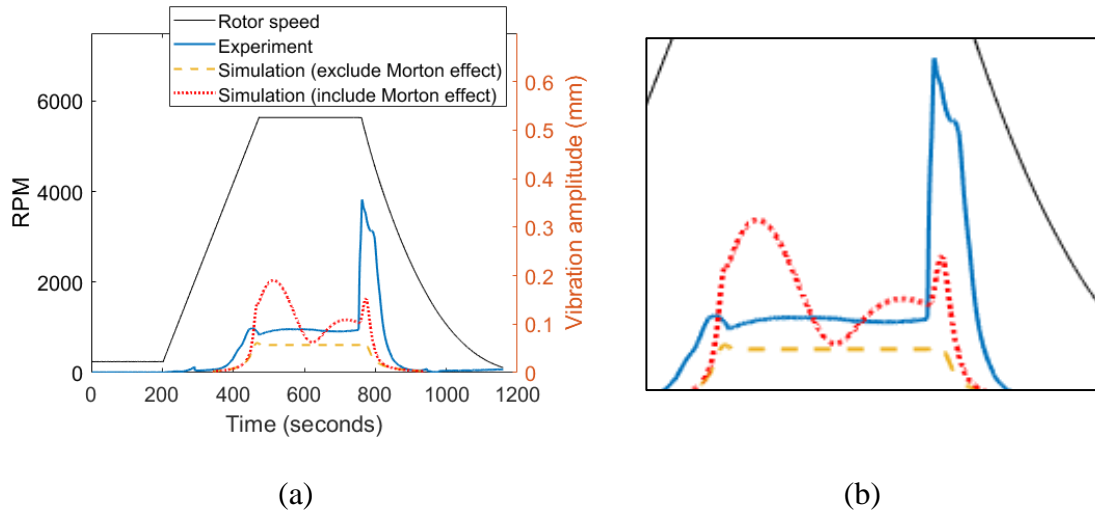 Rotor speed
Experiment
Simulation (exclude Morton effect)
Simulation (include Morton effect)
RPM
6000
4000
2000
0
0.6
0.5
0.4
0.3
0.2
0.1
0
Vibration amplitude (mm)
0 200 400 600 800 1000 1200
Time (seconds)
(a) (b)